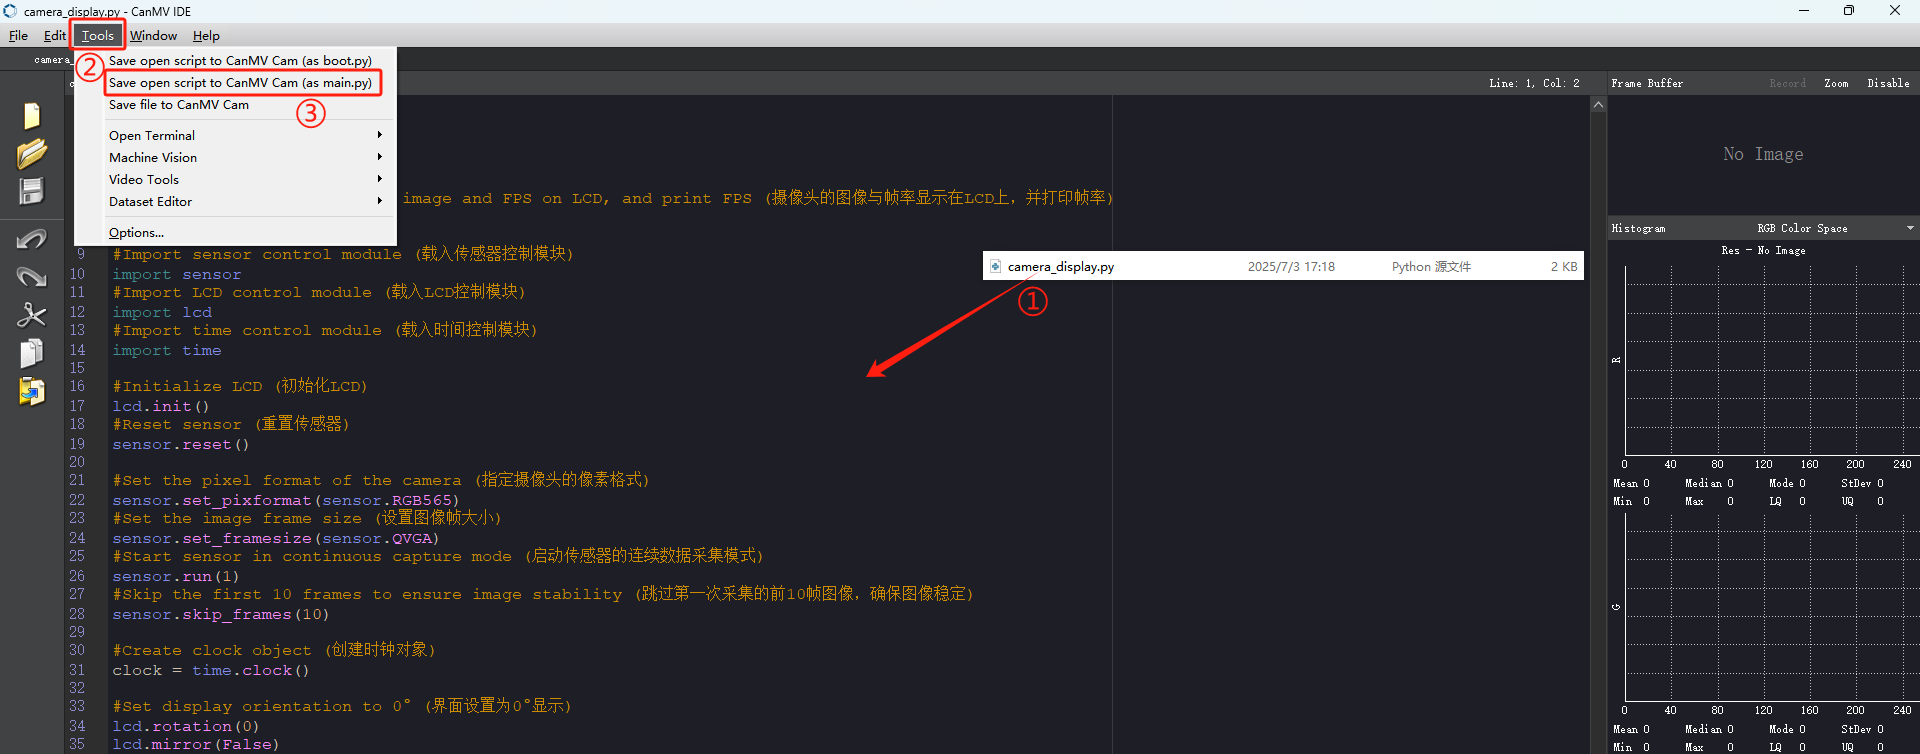 camera_display.py - CanMV IDE
File Edit Tools Window Help
camera_
②
Save open script to CanMV Cam (as boot.py)
Save open script to CanMV Cam (as main.py)
Save file to CanMV Cam
③
Open Terminal
Machine Vision
Video Tools
Dataset Editor
Options...
Line: 1, Col: 2
Frame Buffer Record Zoom Disable
No Image
image and FPS on LCD, and print FPS (摄像头的图像与帧率显示在LCD上，并打印帧率)
9 #Import sensor control module (载入传感器控制模块)
10 import sensor
11 #Import LCD control module (载入LCD控制模块)
12 import lcd
13 #Import time control module (载入时间控制模块)
14 import time
15
16 #Initialize LCD (初始化LCD)
17 lcd.init()
18 #Reset sensor (重置传感器)
19 sensor.reset()
20
21 #Set the pixel format of the camera (指定摄像头的像素格式)
22 sensor.set_pixformat(sensor.RGB565)
23 #Set the image frame size (设置图像帧大小)
24 sensor.set_framesize(sensor.QVGA)
25 #Start sensor in continuous capture mode (启动传感器的连续数据采集模式)
26 sensor.run(1)
27 #Skip the first 10 frames to ensure image stability (跳过第一次采集的前10帧图像，确保图像稳定)
28 sensor.skip_frames(10)
29
30 #Create clock object (创建时钟对象)
31 clock = time.clock()
32
33 #Set display orientation to 0° (界面设置为0°显示)
34 lcd.rotation(0)
35 lcd.mirror(False)
camera_display.py 2025/7/3 17:18 Python 源文件 2 KB
①
Histogram RGB Color Space
Res - No Image
R
0 40 80 120 160 200 240
Mean 0 Median 0 Mode 0 StDev 0
Min 0 Max 0 LQ 0 UQ 0
G
0 40 80 120 160 200 240
Mean 0 Median 0 Mode 0 StDev 0
Min 0 Max 0 LQ 0 UQ 0